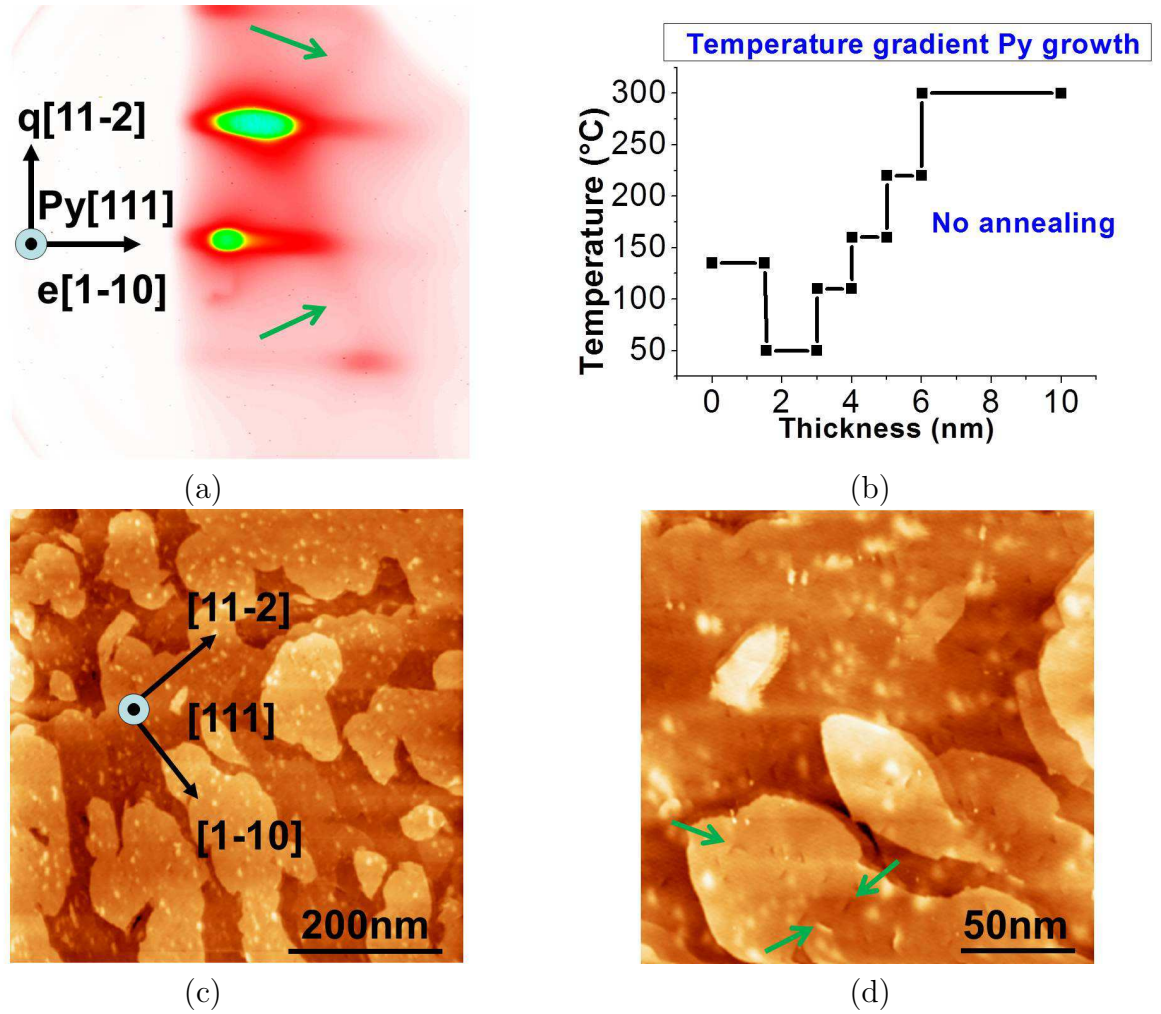 q[11-2]
Py[111]
e[1-10]
(a)
Temperature gradient Py growth
Temperature (°C)
300
250
200
150
100
50
No annealing
0 2 4 6 8 10
Thickness (nm)
(b)
[11-2]
[111]
[1-10]
200nm
(c)
50nm
(d)